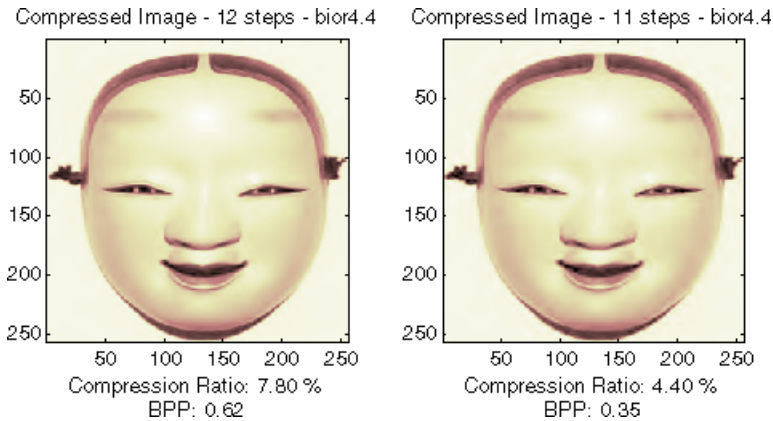 Compressed Image - 12 steps - bior4.4
50
100
150
200
250
50 100 150 200 250
Compression Ratio: 7.80 %
BPP: 0.62
Compressed Image - 11 steps - bior4.4
50
100
150
200
250
50 100 150 200 250
Compression Ratio: 4.40 %
BPP: 0.35